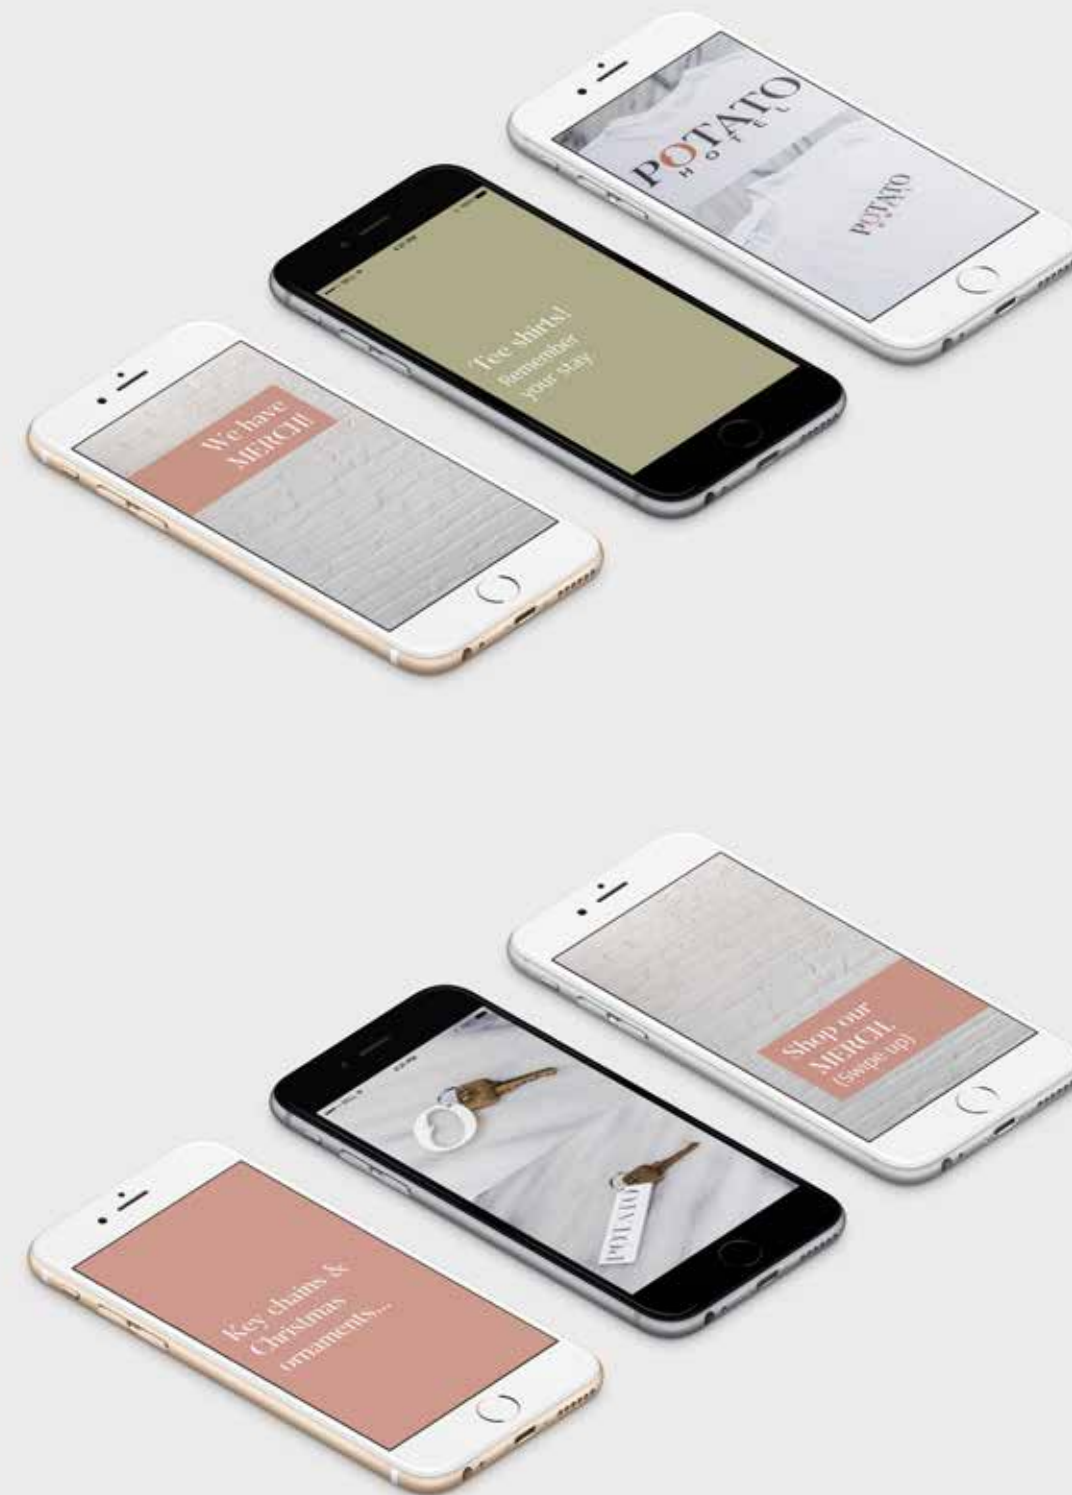 We have
MERCH!
Tee shirts!
Remember
your stay.
POTATO
HOTEL
POTATO
Key chains &
Christmas
ornaments...
POTATO
Shop our
MERCH.
(Swipe up)